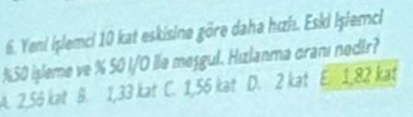 6. Yeni işlemci 10 kat eskisine göre daha hızlı. Eski işlemci
%50 işleme ve % 50 I/O ile meşgul. Hızlanma oranı nedir?
A. 2,56 kat B. 1,33 kat C. 1,56 kat D. 2 kat E. 1,82 kat